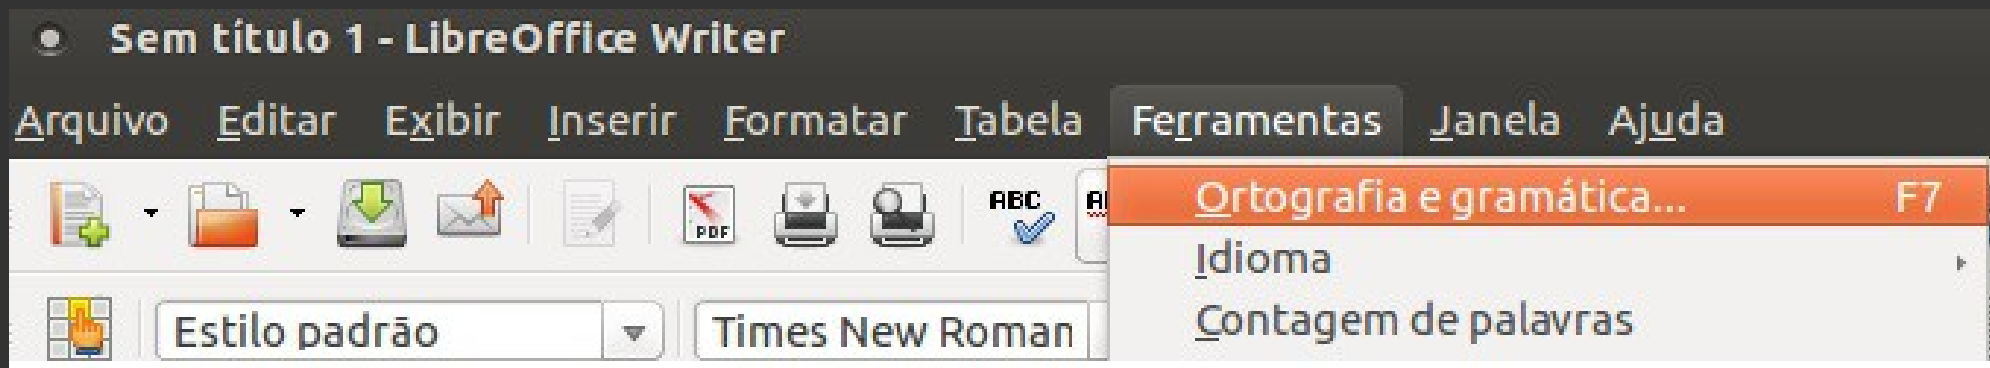 Sem título 1 - LibreOffice Writer
Arquivo Editar Exibir Inserir Formatar Tabela Ferramentas Janela Ajuda
PDF ABC
Ortografia e gramática... F7
Idioma
Contagem de palavras
Estilo padrão Times New Roman